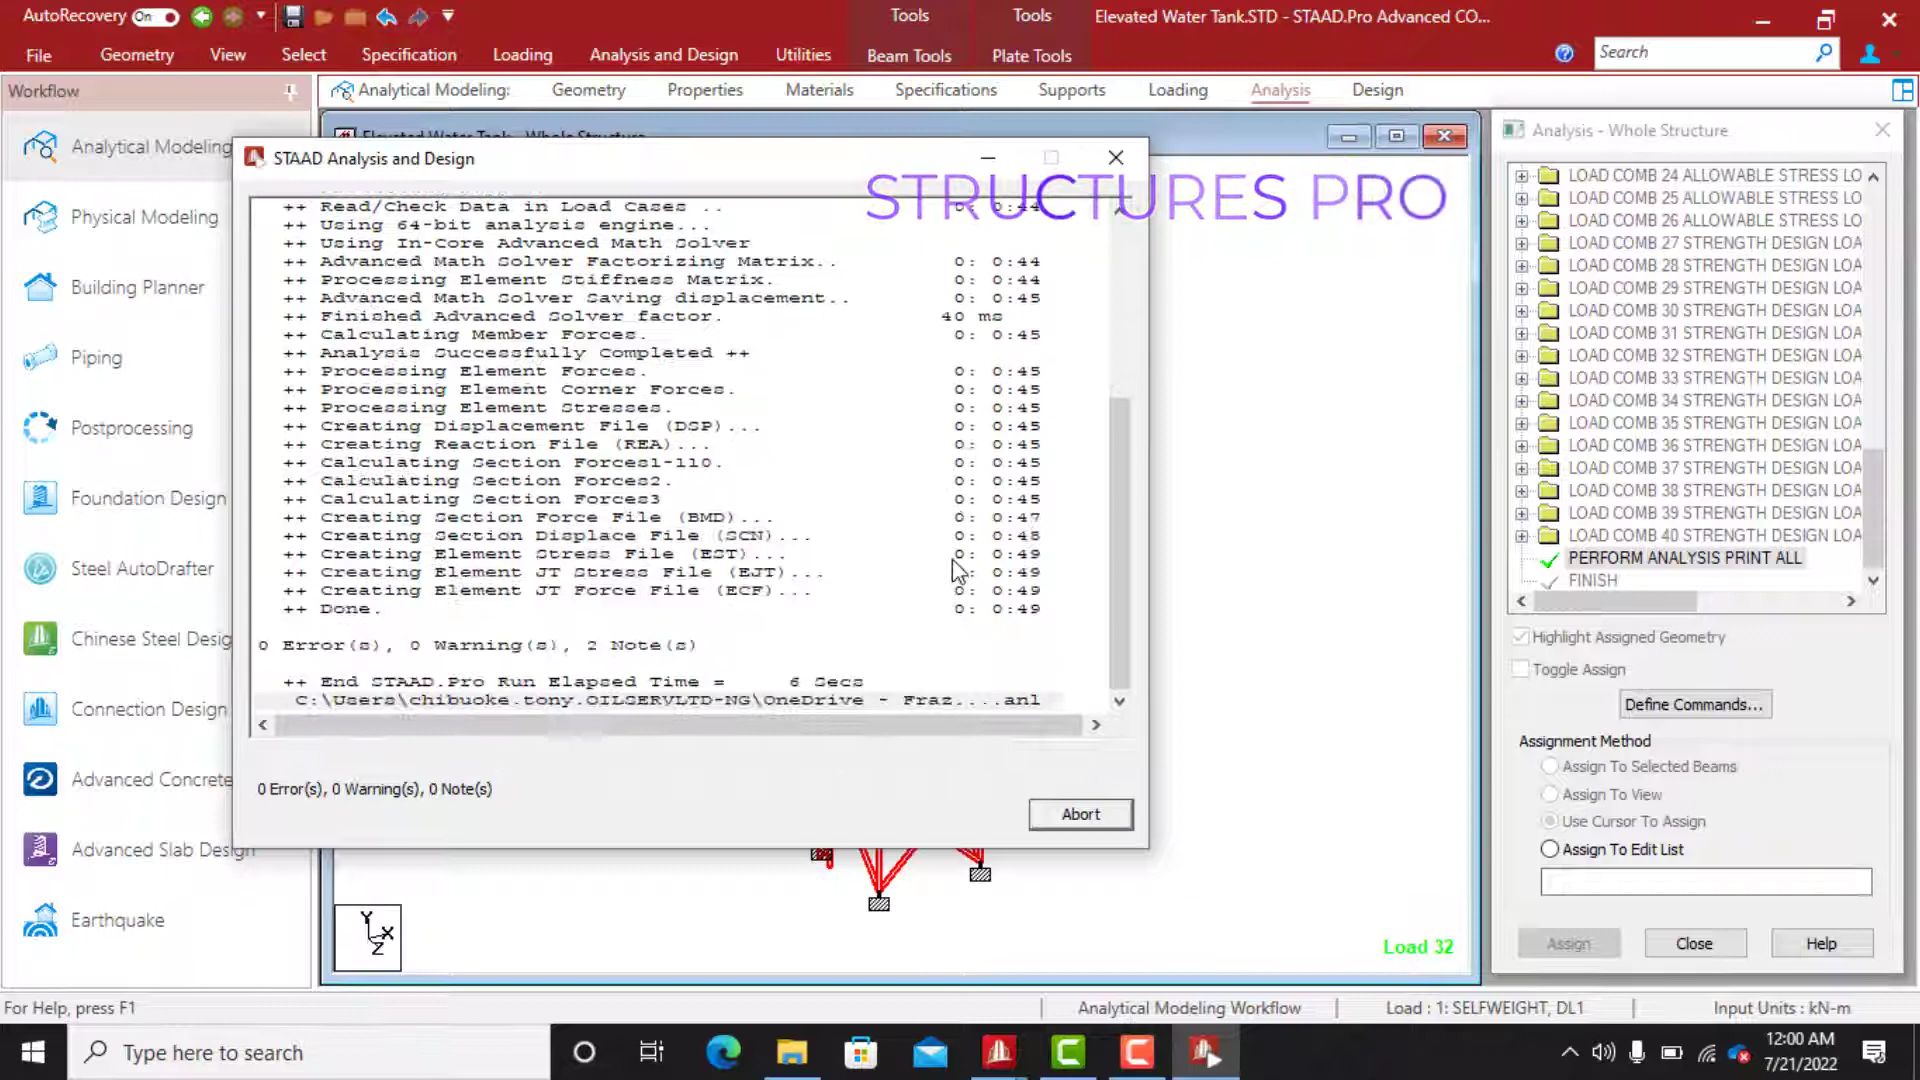 AutoRecovery On
Tools
Tools
Elevated Water Tank.STD - STAAD.Pro Advanced CO...
File
Geometry
View
Select
Specification
Loading
Analysis and Design
Utilities
Beam Tools
Plate Tools
Search
Workflow
Analytical Modeling:
Geometry
Properties
Materials
Specifications
Supports
Loading
Analysis
Design
Analytical Modeling
Physical Modeling
Building Planner
Piping
Postprocessing
Foundation Design
Steel AutoDrafter
Chinese Steel Desig
Connection Design
Advanced Concrete
Advanced Slab Design
Earthquake
Elevated Water Tank - Whole Structure
STAAD Analysis and Design
STRUCTURES PRO
++ Read/Check Data in Load Cases .. 0: 0:44
++ Using 64-bit analysis engine...
++ Using In-Core Advanced Math Solver
++ Advanced Math Solver Factorizing Matrix.. 0: 0:44
++ Processing Element Stiffness Matrix. 0: 0:44
++ Advanced Math Solver Saving displacement.. 0: 0:45
++ Finished Advanced Solver factor. 40 ms
++ Calculating Member Forces. 0: 0:45
++ Analysis Successfully Completed ++
++ Processing Element Forces. 0: 0:45
++ Processing Element Corner Forces. 0: 0:45
++ Processing Element Stresses. 0: 0:45
++ Creating Displacement File (DSP)... 0: 0:45
++ Creating Reaction File (REA)... 0: 0:45
++ Calculating Section Forces1-110. 0: 0:45
++ Calculating Section Forces2. 0: 0:45
++ Calculating Section Forces3 0: 0:45
++ Creating Section Force File (BMD)... 0: 0:47
++ Creating Section Displace File (SCN)... 0: 0:48
++ Creating Element Stress File (EST)... 0: 0:49
++ Creating Element JT Stress File (EJT)... 0: 0:49
++ Creating Element JT Force File (ECF)... 0: 0:49
++ Done. 0: 0:49
0 Error(s), 0 Warning(s), 2 Note(s)
++ End STAAD.Pro Run Elapsed Time = 6 Secs
C:\Users\chibuoke.tony.OILSERVLTD-NG\OneDrive - Fraz....anl
0 Error(s), 0 Warning(s), 0 Note(s)
Abort
Y
X
Z
Load 32
Analysis - Whole Structure
LOAD COMB 24 ALLOWABLE STRESS LO
LOAD COMB 25 ALLOWABLE STRESS LO
LOAD COMB 26 ALLOWABLE STRESS LO
LOAD COMB 27 STRENGTH DESIGN LOA
LOAD COMB 28 STRENGTH DESIGN LOA
LOAD COMB 29 STRENGTH DESIGN LOA
LOAD COMB 30 STRENGTH DESIGN LOA
LOAD COMB 31 STRENGTH DESIGN LOA
LOAD COMB 32 STRENGTH DESIGN LOA
LOAD COMB 33 STRENGTH DESIGN LOA
LOAD COMB 34 STRENGTH DESIGN LOA
LOAD COMB 35 STRENGTH DESIGN LOA
LOAD COMB 36 STRENGTH DESIGN LOA
LOAD COMB 37 STRENGTH DESIGN LOA
LOAD COMB 38 STRENGTH DESIGN LOA
LOAD COMB 39 STRENGTH DESIGN LOA
LOAD COMB 40 STRENGTH DESIGN LOA
PERFORM ANALYSIS PRINT ALL
FINISH
Highlight Assigned Geometry
Toggle Assign
Define Commands...
Assignment Method
Assign To Selected Beams
Assign To View
Use Cursor To Assign
Assign To Edit List
Assign
Close
Help
For Help, press F1
Analytical Modeling Workflow
Load : 1: SELFWEIGHT, DL1
Input Units : kN-m
Type here to search
12:00 AM
7/21/2022